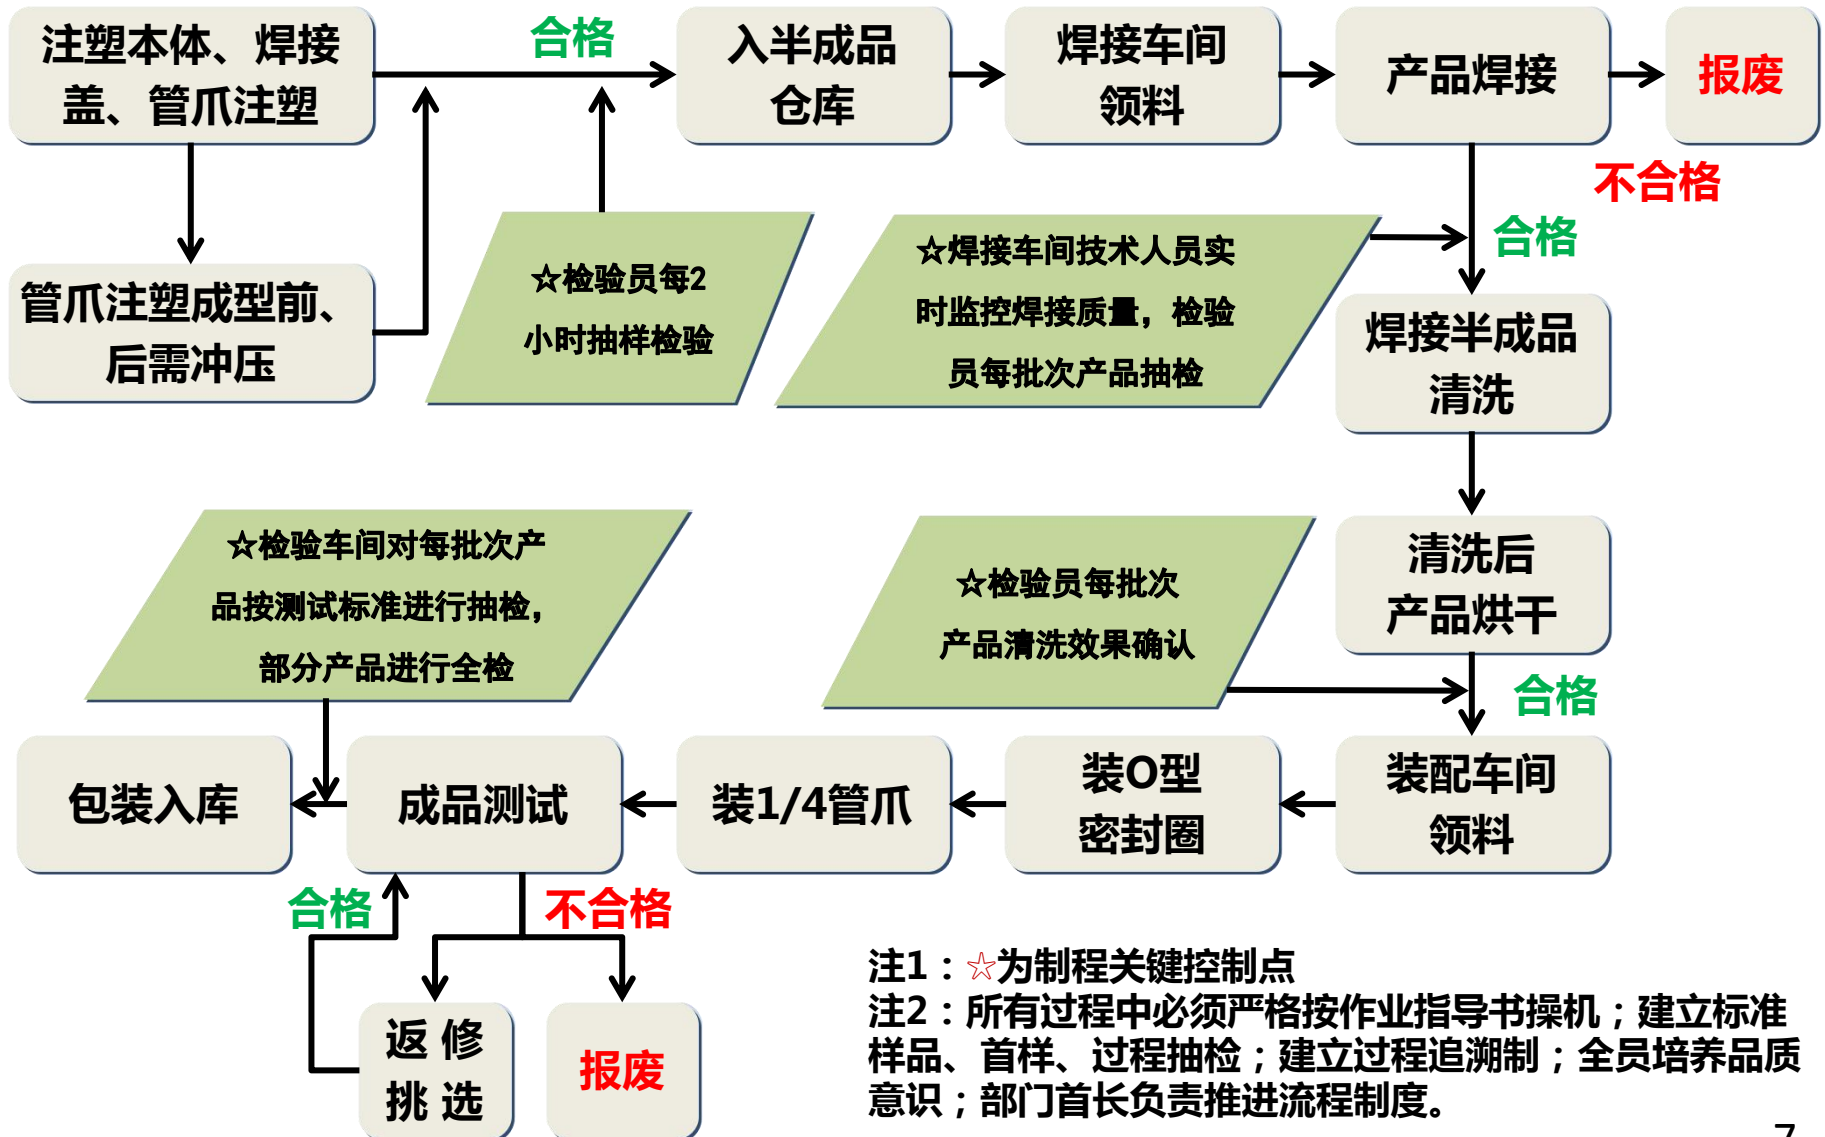 注塑本体、焊接
盖、管爪注塑
合格
入半成品
仓库
焊接车间
领料
产品焊接
报废
不合格
合格
管爪注塑成型前、
后需冲压
☆检验员每2
小时抽样检验
☆焊接车间技术人员实
时监控焊接质量，检验
员每批次产品抽检
焊接半成品
清洗
☆检验车间对每批次产
品按测试标准进行抽检，
部分产品进行全检
☆检验员每批次
产品清洗效果确认
清洗后
产品烘干
合格
包装入库
成品测试
装1/4管爪
装O型
密封圈
装配车间
领料
合格
不合格
返 修
挑 选
报废
注1：☆为制程关键控制点
注2：所有过程中必须严格按作业指导书操机；建立标准
样品、首样、过程抽检；建立过程追溯制；全员培养品质
意识；部门首长负责推进流程制度。
7